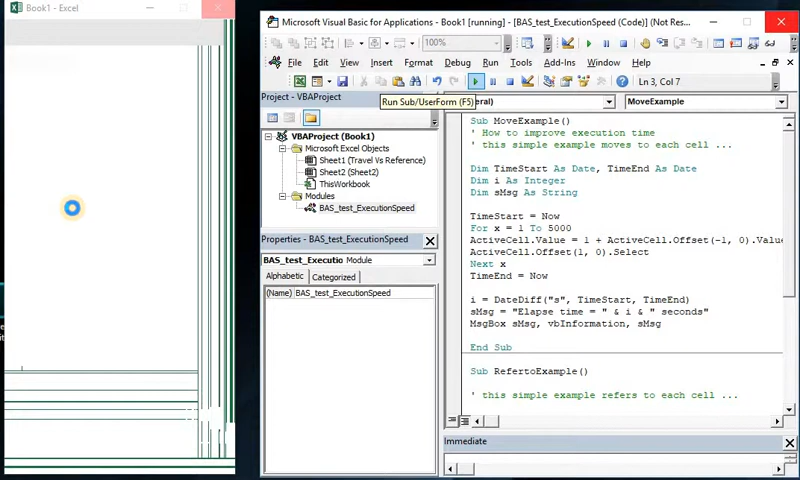 Book1 - Excel
Microsoft Visual Basic for Applications - Book1 [running] - [BAS_test_ExecutionSpeed (Code)] (Not Res...
100%
File Edit View Insert Format Debug Run Tools Add-Ins Window Help
Ln 3, Col 7
Run Sub/UserForm (F5)
Project - VBAProject
eral)
MoveExample
VBAProject (Book1)
Microsoft Excel Objects
Sheet1 (Travel Vs Reference)
Sheet2 (Sheet2)
ThisWorkbook
Modules
BAS_test_ExecutionSpeed
Properties - BAS_test_ExecutionSpeed
BAS_test_Executio Module
Alphabetic Categorized
(Name) BAS_test_ExecutionSpeed
Sub MoveExample()
' How to improve execution time
' this simple example moves to each cell ...
Dim TimeStart As Date, TimeEnd As Date
Dim i As Integer
Dim sMsg As String
TimeStart = Now
For x = 1 To 5000
ActiveCell.Value = 1 + ActiveCell.Offset(-1, 0).Value
ActiveCell.Offset(1, 0).Select
Next x
TimeEnd = Now
i = DateDiff("s", TimeStart, TimeEnd)
sMsg = "Elapse time = " & i & " seconds"
MsgBox sMsg, vbInformation, sMsg
End Sub
Sub RefertoExample()
' this simple example refers to each cell ...
Immediate